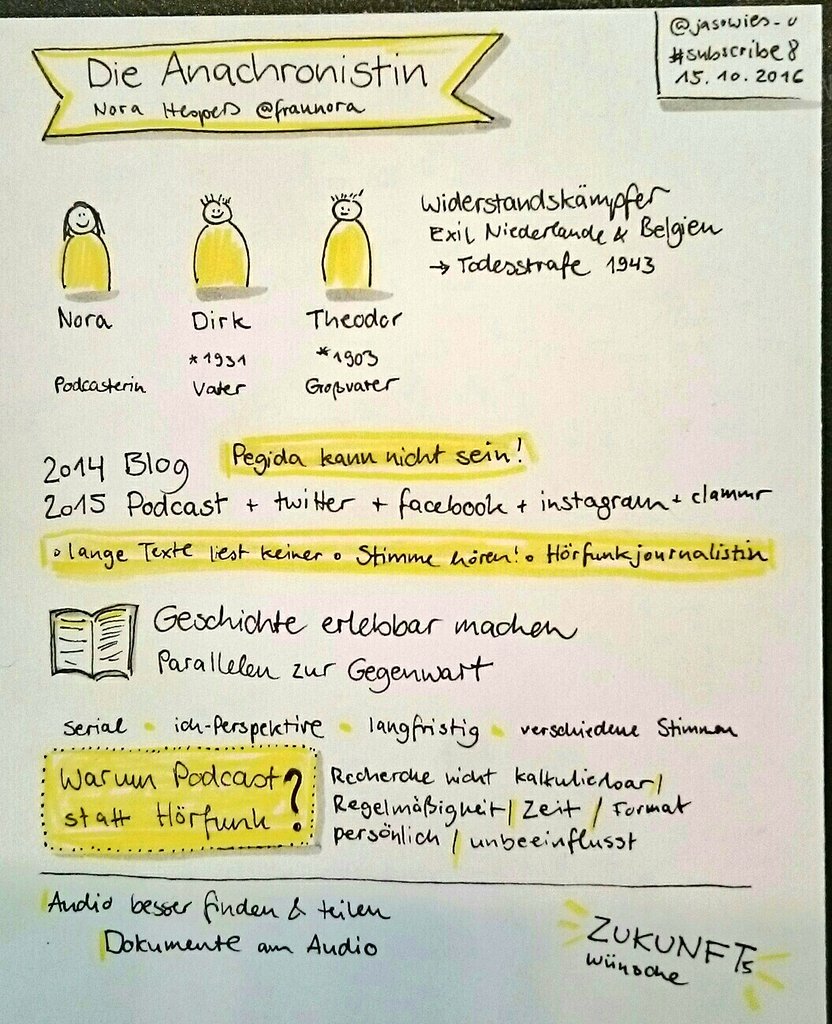 Die Anachronistin
Nora Hespers @fraunora
@jasowies_u
#subscribe8
15.10.2016
Widerstandskämpfer
Exil Niederlande & Belgien
→ Todesstrafe 1943
Nora Dirk Theodor
*1931 *1903
Podcasterin Vater Großvater
2014 Blog Pegida kann nicht sein!
2015 Podcast + twitter + facebook + instagram + clammr
• lange Texte liest keiner • Stimme hören! • Hörfunkjournalistin
Geschichte erlebbar machen
Parallelen zur Gegenwart
serial • ich-Perspektive • langfristig • verschiedene Stimmen
Warum Podcast
statt Hörfunk ?
Recherche nicht kalkulierbar /
Regelmäßigkeit / Zeit / Format
persönlich / unbeeinflusst
Audio besser finden & teilen
Dokumente am Audio
ZUKUNFTs
wünsche